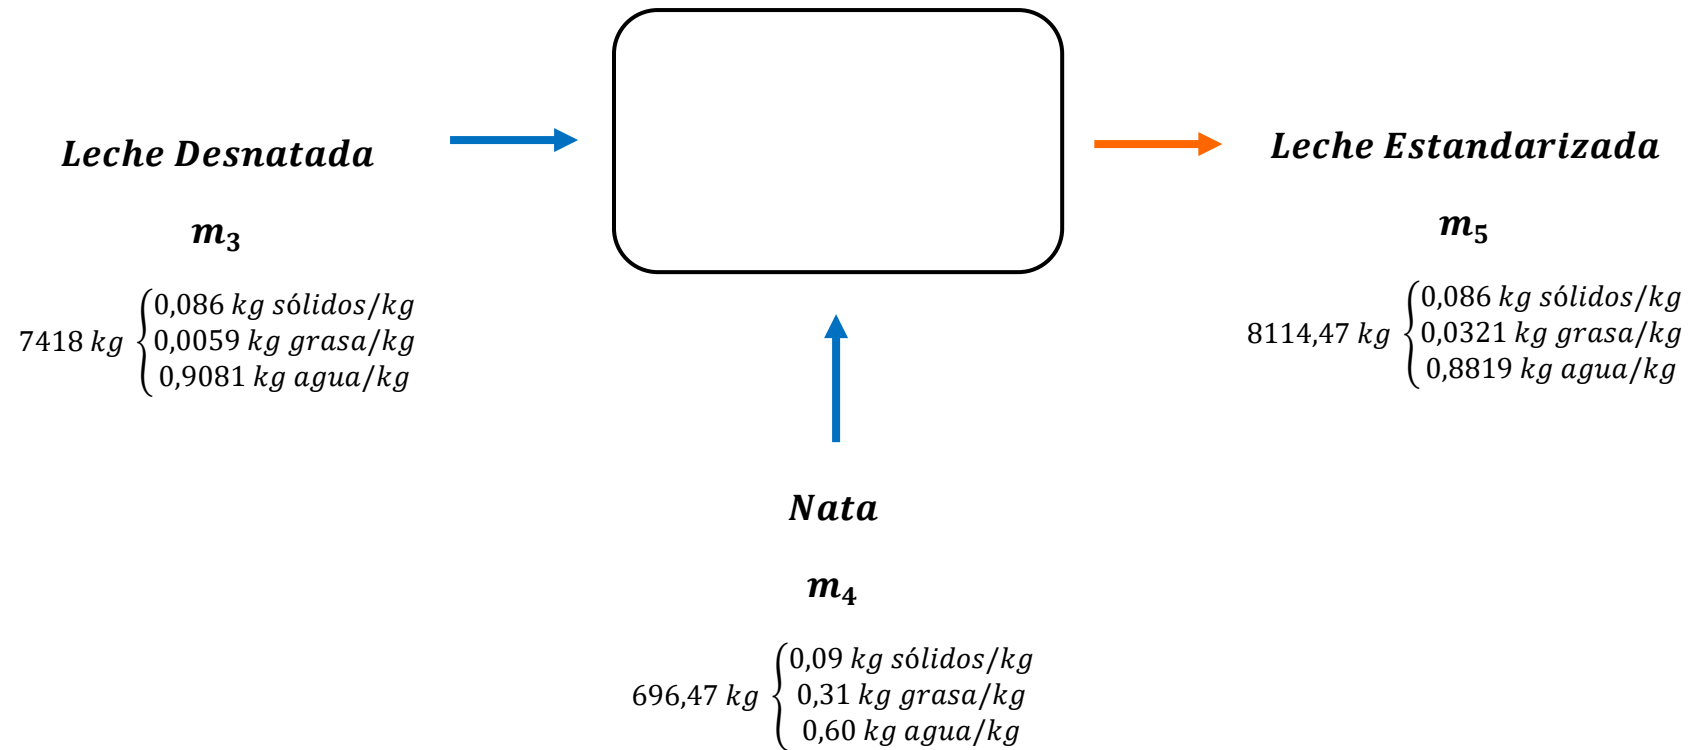 Leche Desnatada
m₃
7418 kg {0,086 kg sólidos/kg
0,0059 kg grasa/kg
0,9081 kg agua/kg
Leche Estandarizada
m₅
8114,47 kg {0,086 kg sólidos/kg
0,0321 kg grasa/kg
0,8819 kg agua/kg
Nata
m₄
696,47 kg {0,09 kg sólidos/kg
0,31 kg grasa/kg
0,60 kg agua/kg